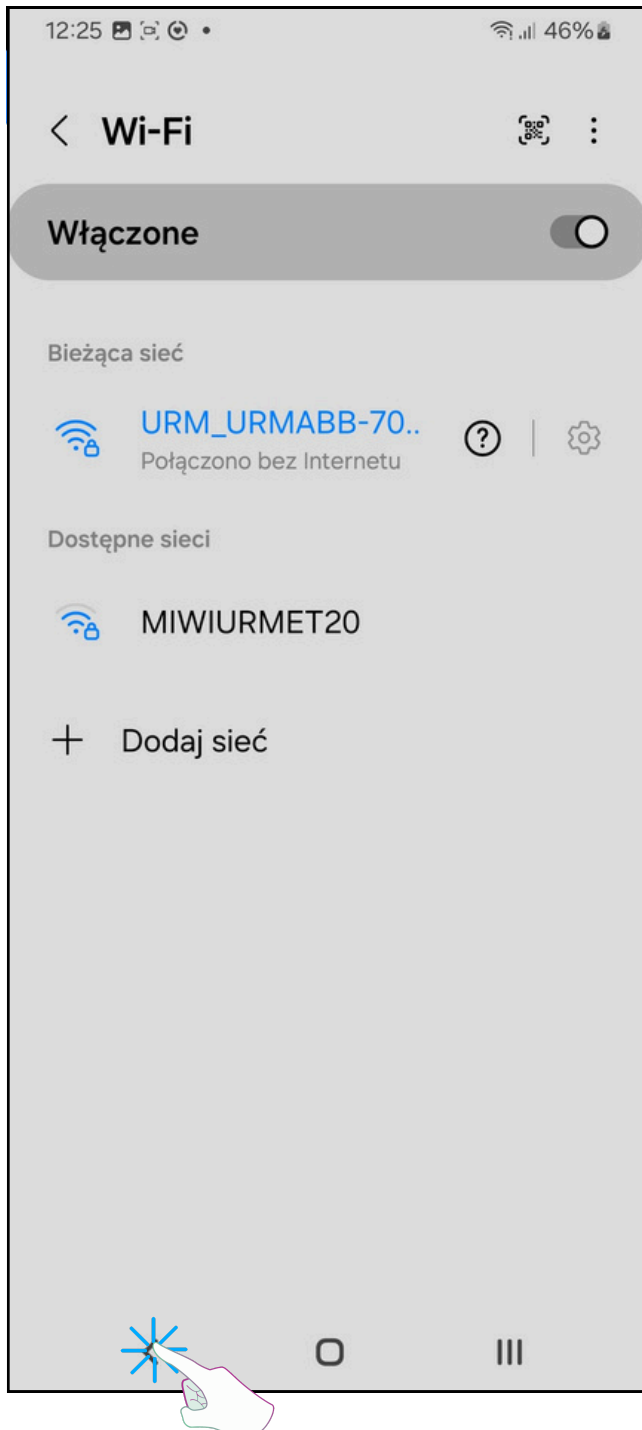 12:25 46%
Wi-Fi
Włączone
Bieżąca sieć
URM_URMABB-70..
Połączono bez Internetu
Dostępne sieci
MIWIURMET20
Dodaj sieć